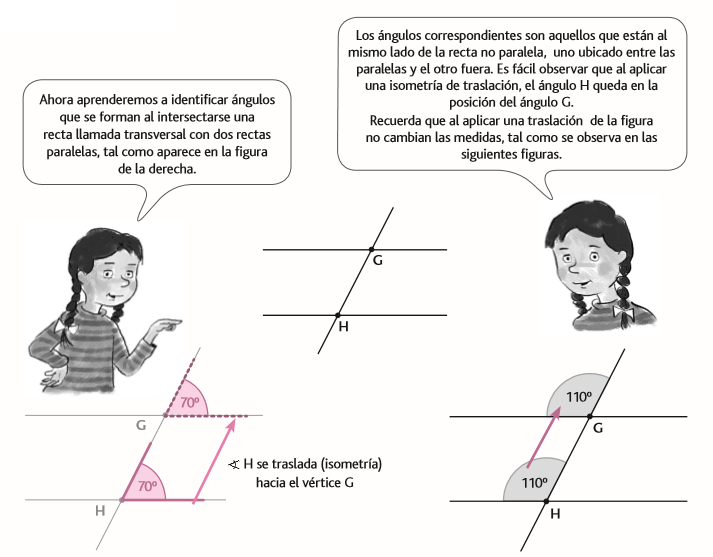 Ahora aprenderemos a identificar ángulos
que se forman al intersectarse una
recta llamada transversal con dos rectas
paralelas, tal como aparece en la figura
de la derecha.
Los ángulos correspondientes son aquellos que están al
mismo lado de la recta no paralela, uno ubicado entre las
paralelas y el otro fuera. Es fácil observar que al aplicar
una isometría de traslación, el ángulo H queda en la
posición del ángulo G.
Recuerda que al aplicar una traslación de la figura
no cambian las medidas, tal como se observa en las
siguientes figuras.
G
H
70º
G
70º
H
∢ H se traslada (isometría)
hacia el vértice G
110º
G
110º
H